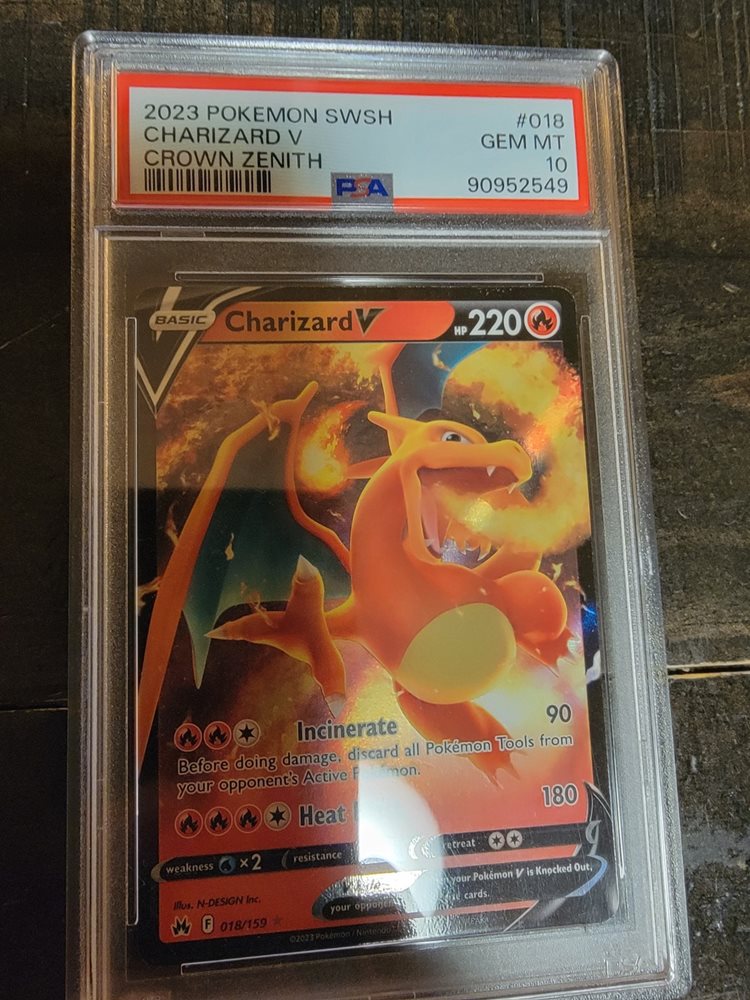 2023 POKEMON SWSH #018
CHARIZARD V GEM MT
CROWN ZENITH 10
PSA 90952549
BASIC Charizard V HP 220
Incinerate 90
Before doing damage, discard all Pokémon Tools from
your opponent's Active
Heat 180
weakness ×2 resistance retreat
your Pokémon V is Knocked Out,
your cards.
Illus. N-DESIGN Inc.
F 018/159
©2023 Pokémon / Nintendo